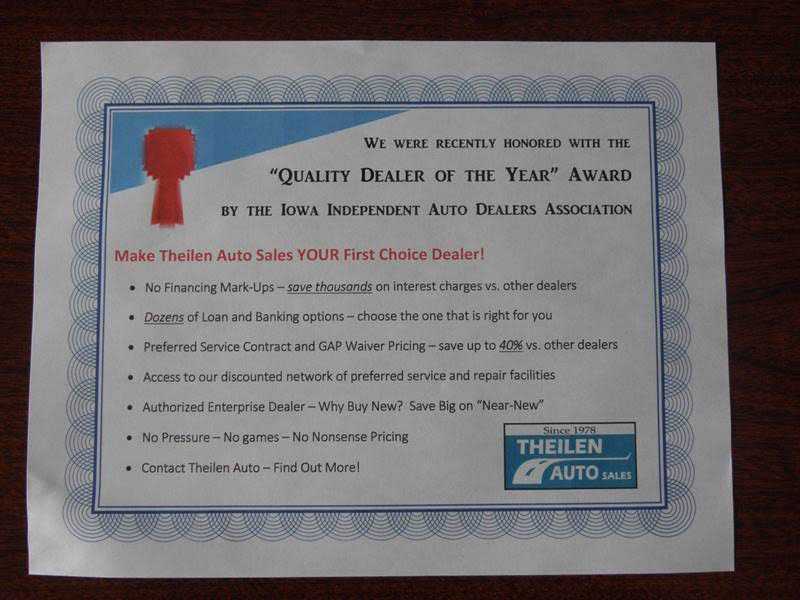 We were recently honored with the
“Quality Dealer of the Year” Award
by the Iowa Independent Auto Dealers Association
Make Theilen Auto Sales YOUR First Choice Dealer!
• No Financing Mark-Ups – save thousands on interest charges vs. other dealers
• Dozens of Loan and Banking options – choose the one that is right for you
• Preferred Service Contract and GAP Waiver Pricing – save up to 40% vs. other dealers
• Access to our discounted network of preferred service and repair facilities
• Authorized Enterprise Dealer – Why Buy New? Save Big on “Near-New”
• No Pressure – No games – No Nonsense Pricing
• Contact Theilen Auto – Find Out More!
Since 1978
THEILEN
AUTO SALES